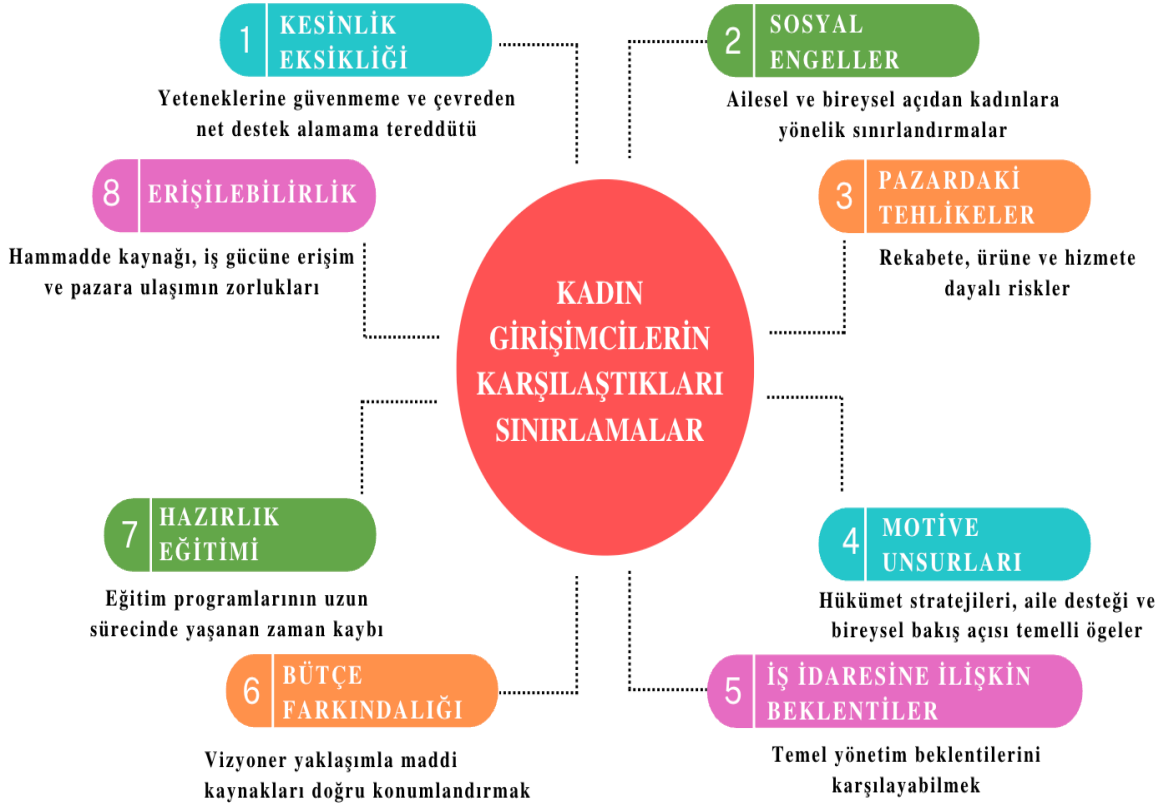 1
KESİNLİK
EKSİKLİĞİ
Yeteneklerine güvenmeme ve çevreden
net destek alamama tereddütü
2
SOSYAL
ENGELLER
Ailesel ve bireysel açıdan kadınlara
yönelik sınırlandırmalar
3
PAZARDAKİ
TEHLİKELER
Rekabete, ürüne ve hizmete
dayalı riskler
4
MOTİVE
UNSURLARI
Hükümet stratejileri, aile desteği ve
bireysel bakış açısı temelli ögeler
5
İŞ İDARESİNE İLİŞKİN
BEKLENTİLER
Temel yönetim beklentilerini
karşılayabilmek
6
BÜTÇE
FARKINDALIĞI
Vizyoner yaklaşımla maddi
kaynakları doğru konumlandırmak
7
HAZIRLIK
EĞİTİMİ
Eğitim programlarının uzun
sürecinde yaşanan zaman kaybı
8
ERİŞİLEBİLİRLİK
Hammadde kaynağı, iş gücüne erişim
ve pazara ulaşımın zorlukları
KADIN
GİRİŞİMCİLERİN
KARŞILAŞTIKLARI
SINIRLAMALAR